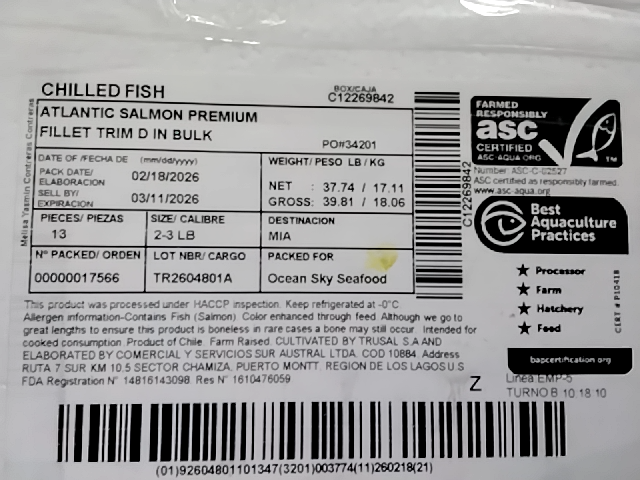 CHILLED FISH
BOX/CAJA
C12269842
ATLANTIC SALMON PREMIUM
FILLET TRIM D IN BULK
PO#34201
DATE OF /FECHA DE (mm/dd/yyyy)
PACK DATE/ 02/18/2026
ELABORACION
SELL BY/ 03/11/2026
EXPIRACION
WEIGHT/ PESO LB / KG
NET : 37.74 / 17.11
GROSS: 39.81 / 18.06
PIECES/ PIEZAS
13
SIZE/ CALIBRE
2-3 LB
DESTINACION
MIA
N° PACKED/ ORDEN
00000017566
LOT NBR/ CARGO
TR2604801A
PACKED FOR
Ocean Sky Seafood
Melisa Yasmin Contreras Contreras
C12269842
FARMED
RESPONSIBLY
asc
CERTIFIED
ASC-AQUA.ORG
TM
Number: ASC-C-02527
ASC certified as responsibly farmed.
www.asc-aqua.org
Best
Aquaculture
Practices
Processor
Farm
Hatchery
Feed
CERT # P10418
bapcertification.org
Linea EMP-5
TURNO B 10:18:10
This product was processed under HACCP inspection. Keep refrigerated at -0°C.
Allergen information-Contains Fish (Salmon) Color enhanced through feed. Although we go to
great lengths to ensure this product is boneless in rare cases a bone may still occur. Intended for
cooked consumption. Product of Chile. Farm Raised. CULTIVATED BY TRUSAL S.A AND
ELABORATED BY COMERCIAL Y SERVICIOS SUR AUSTRAL LTDA. COD 10884. Address
RUTA 7 SUR KM 10.5 SECTOR CHAMIZA, PUERTO MONTT. REGION DE LOS LAGOS U S
FDA Registration N° 14816143098. Res N° 1610476059
Z
(01)92604801101347(3201)003774(11)260218(21)